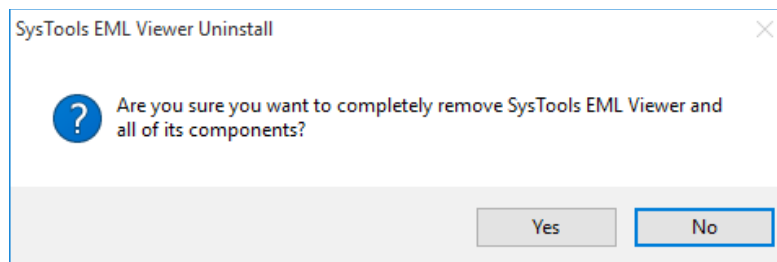 SysTools EML Viewer Uninstall
?
Are you sure you want to completely remove SysTools EML Viewer and
all of its components?
Yes
No